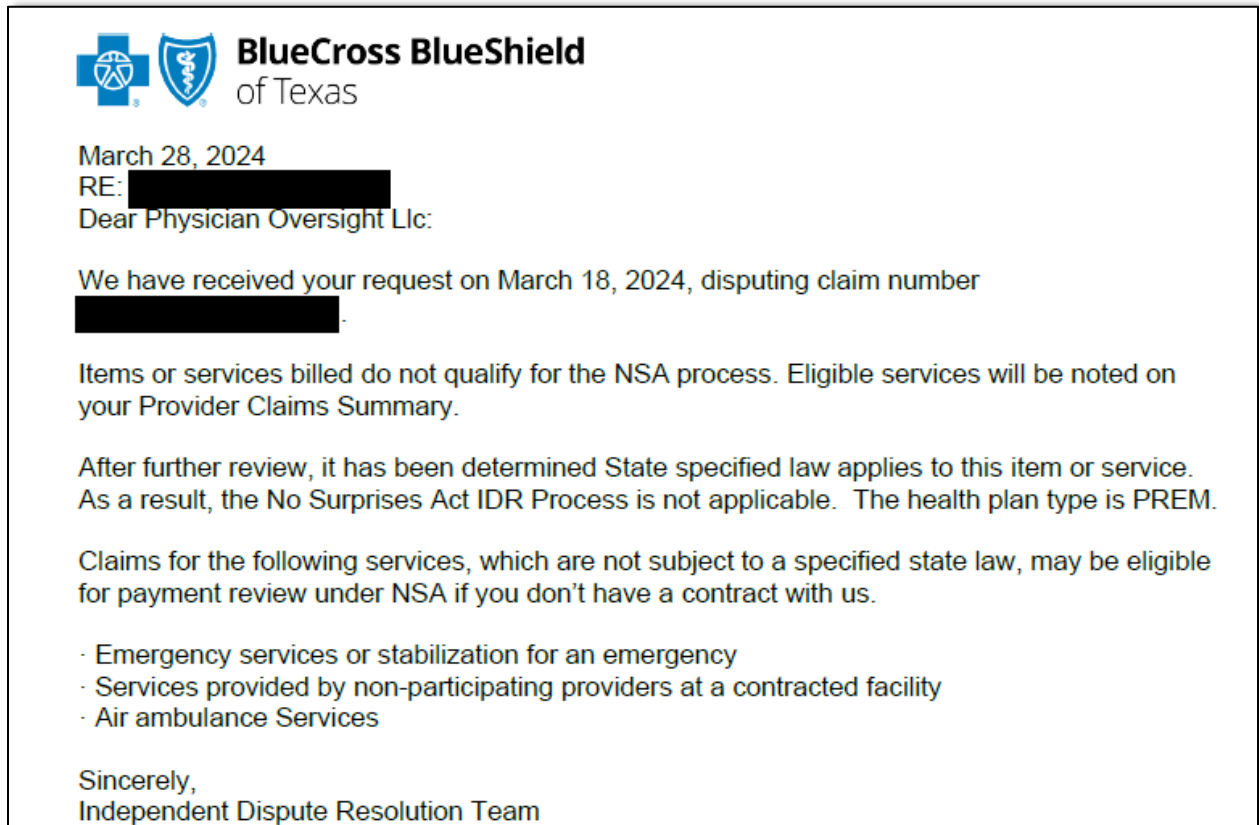 BlueCross BlueShield
of Texas
March 28, 2024
RE:
Dear Physician Oversight Llc:
We have received your request on March 18, 2024, disputing claim number
.
Items or services billed do not qualify for the NSA process. Eligible services will be noted on
your Provider Claims Summary.
After further review, it has been determined State specified law applies to this item or service.
As a result, the No Surprises Act IDR Process is not applicable.  The health plan type is PREM.
Claims for the following services, which are not subject to a specified state law, may be eligible
for payment review under NSA if you don’t have a contract with us.
· Emergency services or stabilization for an emergency
· Services provided by non-participating providers at a contracted facility
· Air ambulance Services
Sincerely,
Independent Dispute Resolution Team